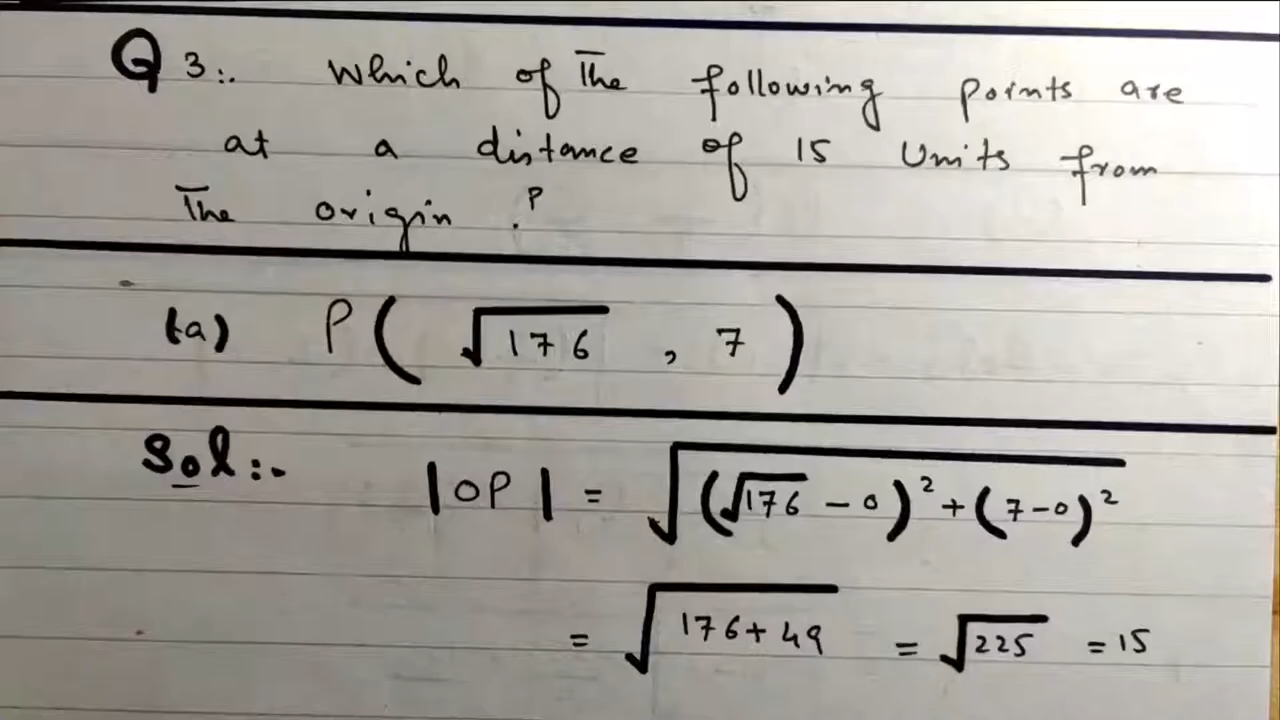 Q 3:. Which of The following points are
at a distance of 15 Units from
The origin .?
(a) P(√176 , 7)
Sol:- |OP| = √((√176 - 0)² + (7-0)²)
= √(176+49) = √225 = 15